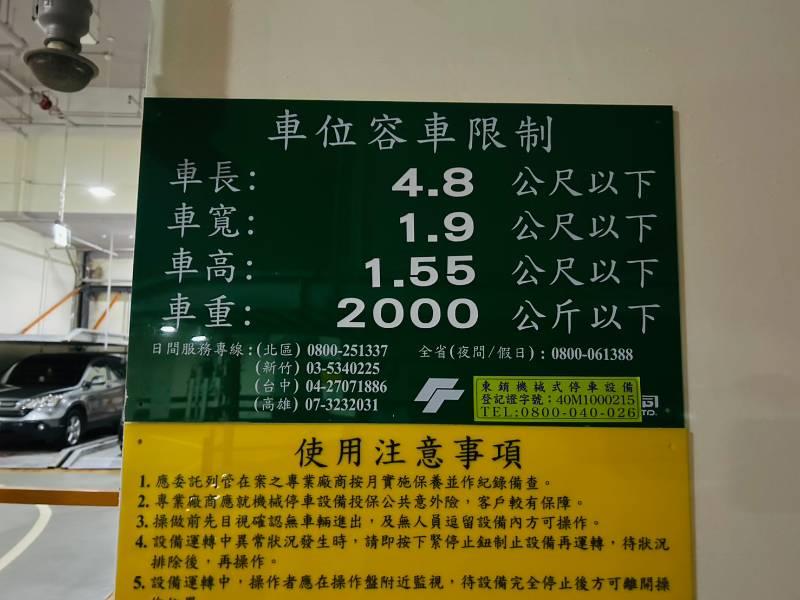 車位容車限制
車長: 4.8 公尺以下
車寬: 1.9 公尺以下
車高: 1.55 公尺以下
車重: 2000 公斤以下
日間服務專線:(北區) 0800-251337 全省(夜間/假日): 0800-061388
(新竹) 03-5340225
(台中) 04-27071886
(高雄) 07-3232031
東鋿機械式停車設備
登記證字號:40M1000215
TEL:0800-040-026
司
TD.
使用注意事項
1. 應委託列管在案之專業廠商按月實施保養並作紀錄備查。
2. 專業廠商應就機械停車設備投保公共意外險,客戶較有保障。
3. 操做前先目視確認無車輛進出,及無人員逗留設備內方可操作。
4. 設備運轉中異常狀況發生時,請即按下緊停止鈕制止設備再運轉,待狀況
排除後,再操作。
5. 設備運轉中,操作者應在操作盤附近監視,待設備完全停止後方可離開操